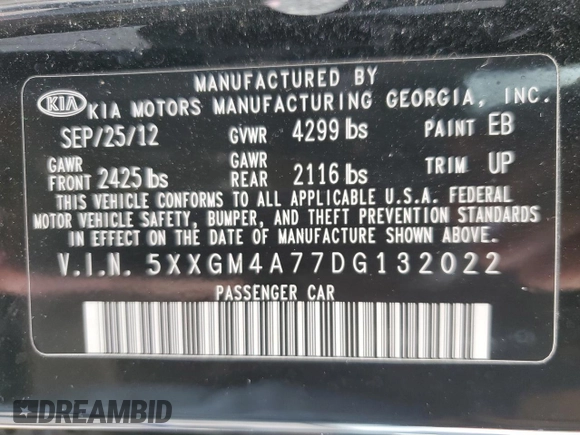 MANUFACTURED BY
KIA KIA MOTORS MANUFACTURING GEORGIA, INC.
SEP/25/12 GVWR 4299 lbs PAINT EB
GAWR FRONT 2425 lbs GAWR REAR 2116 lbs TRIM UP
THIS VEHICLE CONFORMS TO ALL APPLICABLE U.S.A. FEDERAL
MOTOR VEHICLE SAFETY, BUMPER, AND THEFT PREVENTION STANDARDS
IN EFFECT ON THE DATE OF MANUFACTURE SHOWN ABOVE.
V.I.N. 5XXGM4A77DG132022
PASSENGER CAR
DREAMBID